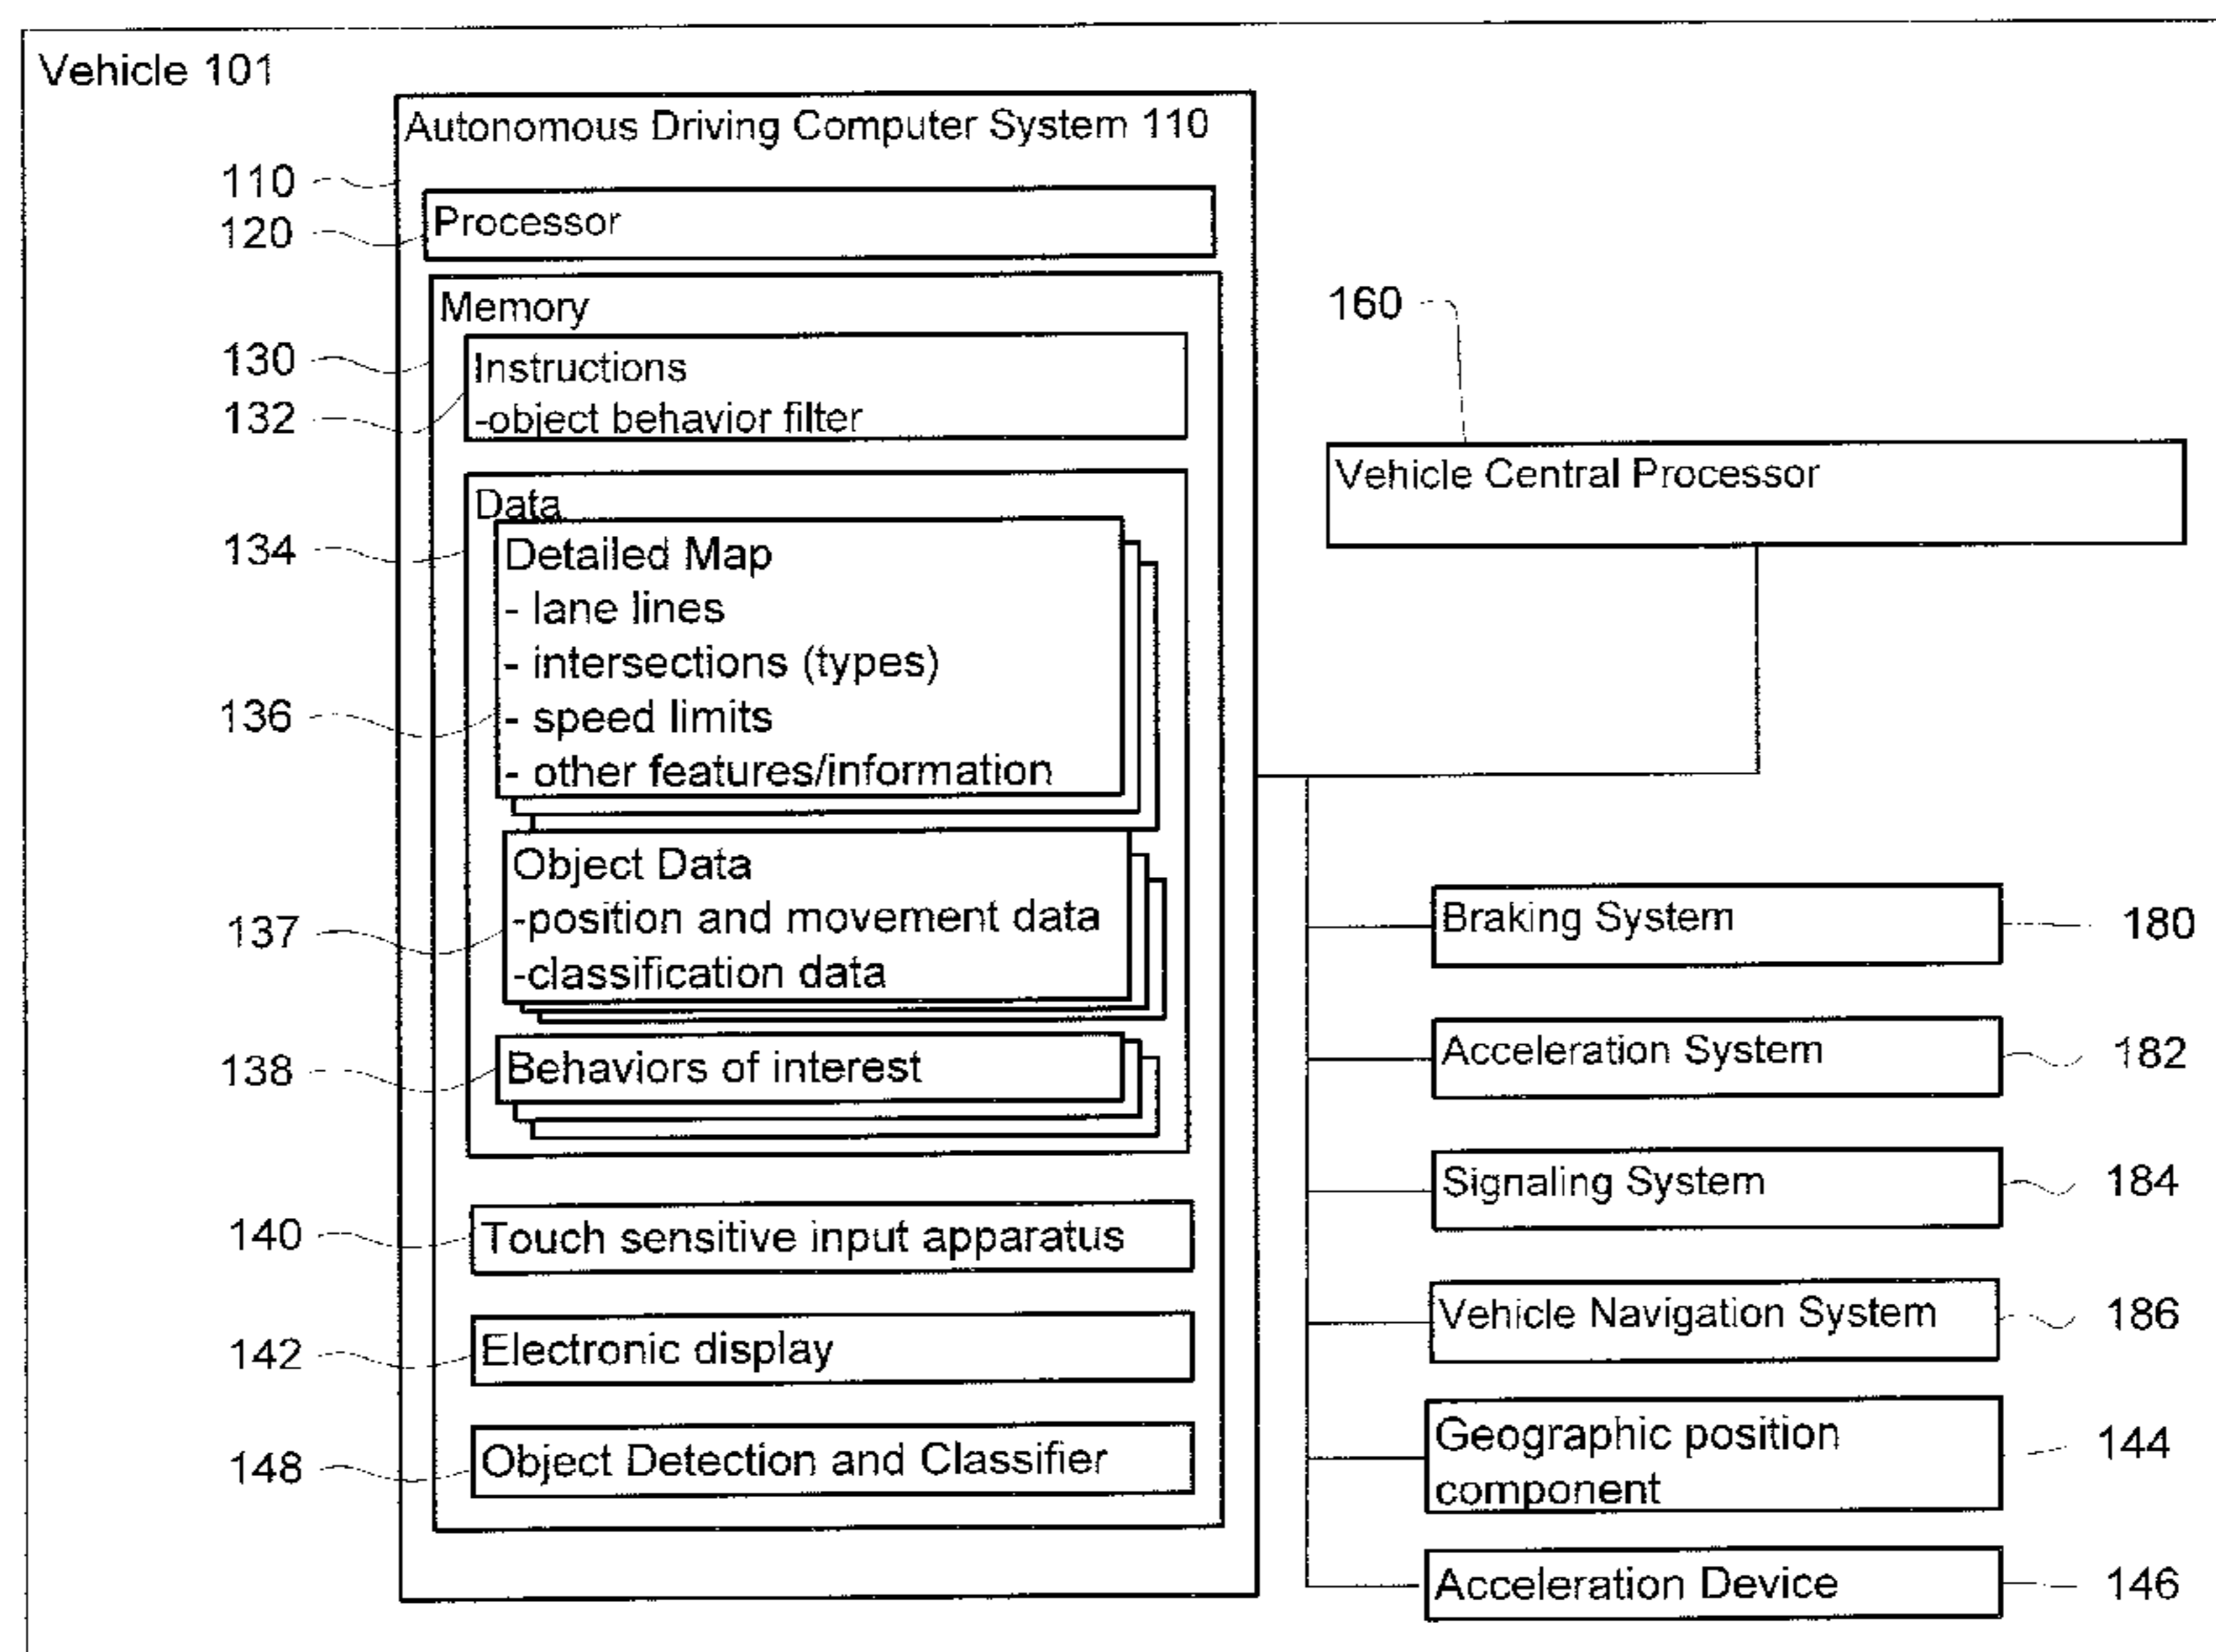 Vehicle 101
Autonomous Driving Computer System 110
110
Processor
120
Memory
130
Instructions
132
-object behavior filter
Data
134
Detailed Map
- lane lines
- intersections (types)
136
- speed limits
- other features/information
Object Data
137
-position and movement data
-classification data
138
Behaviors of interest
140
Touch sensitive input apparatus
142
Electronic display
148
Object Detection and Classifier
160
Vehicle Central Processor
Braking System
180
Acceleration System
182
Signaling System
184
Vehicle Navigation System
186
Geographic position
component
144
Acceleration Device
146